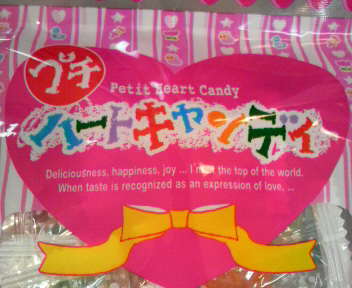 プチ
Petit Heart Candy
ハートキャンディ
Deliciousness, happiness, joy ... I'm at the top of the world.
When taste is recognized as an expression of love, ...